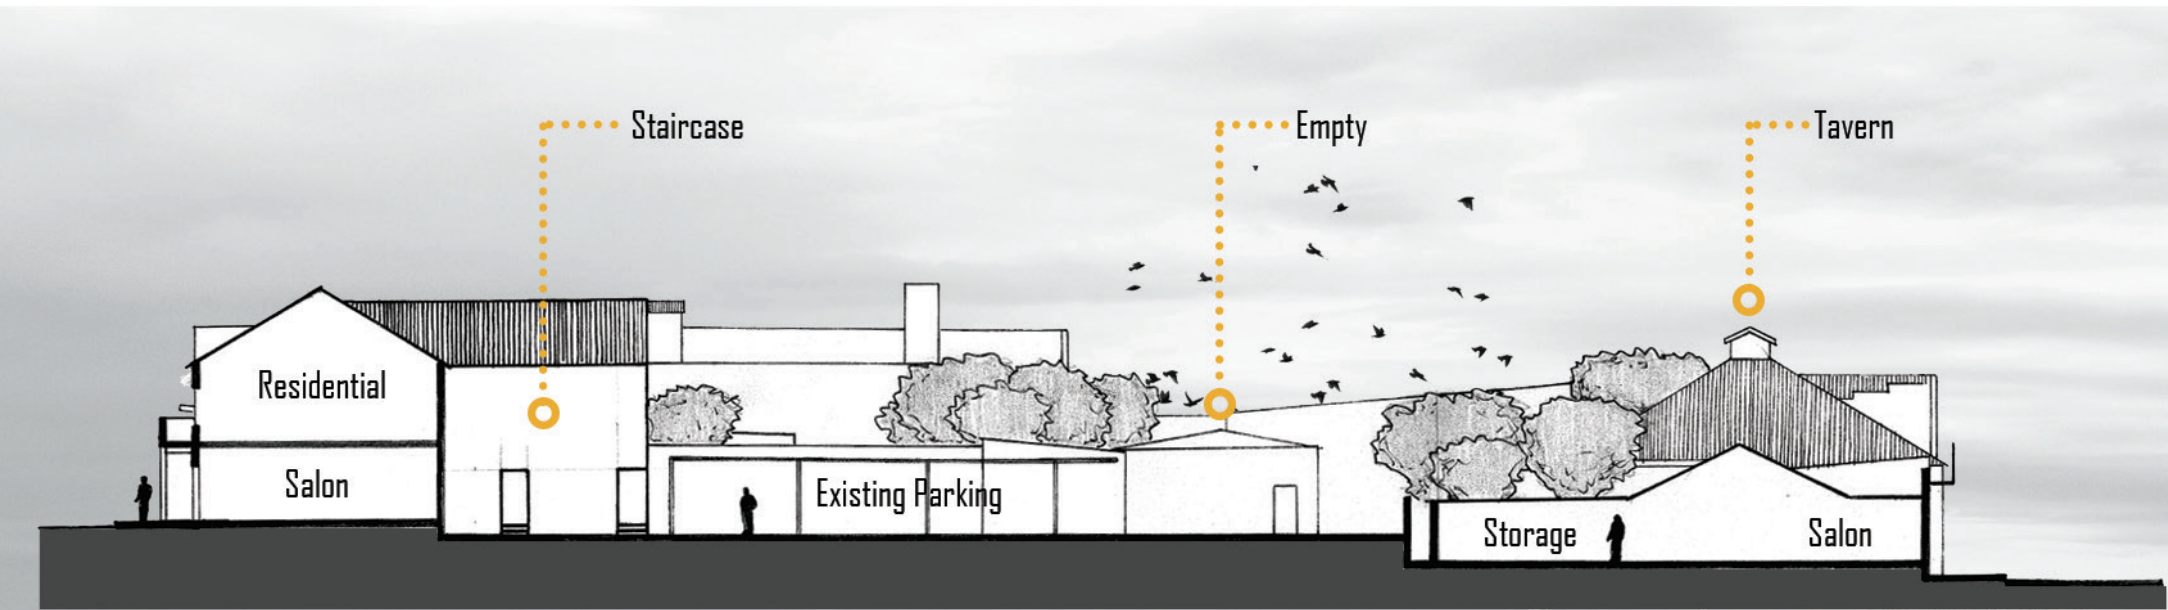 Staircase
Empty
Tavern
Residential
Salon
Existing Parking
Storage
Salon